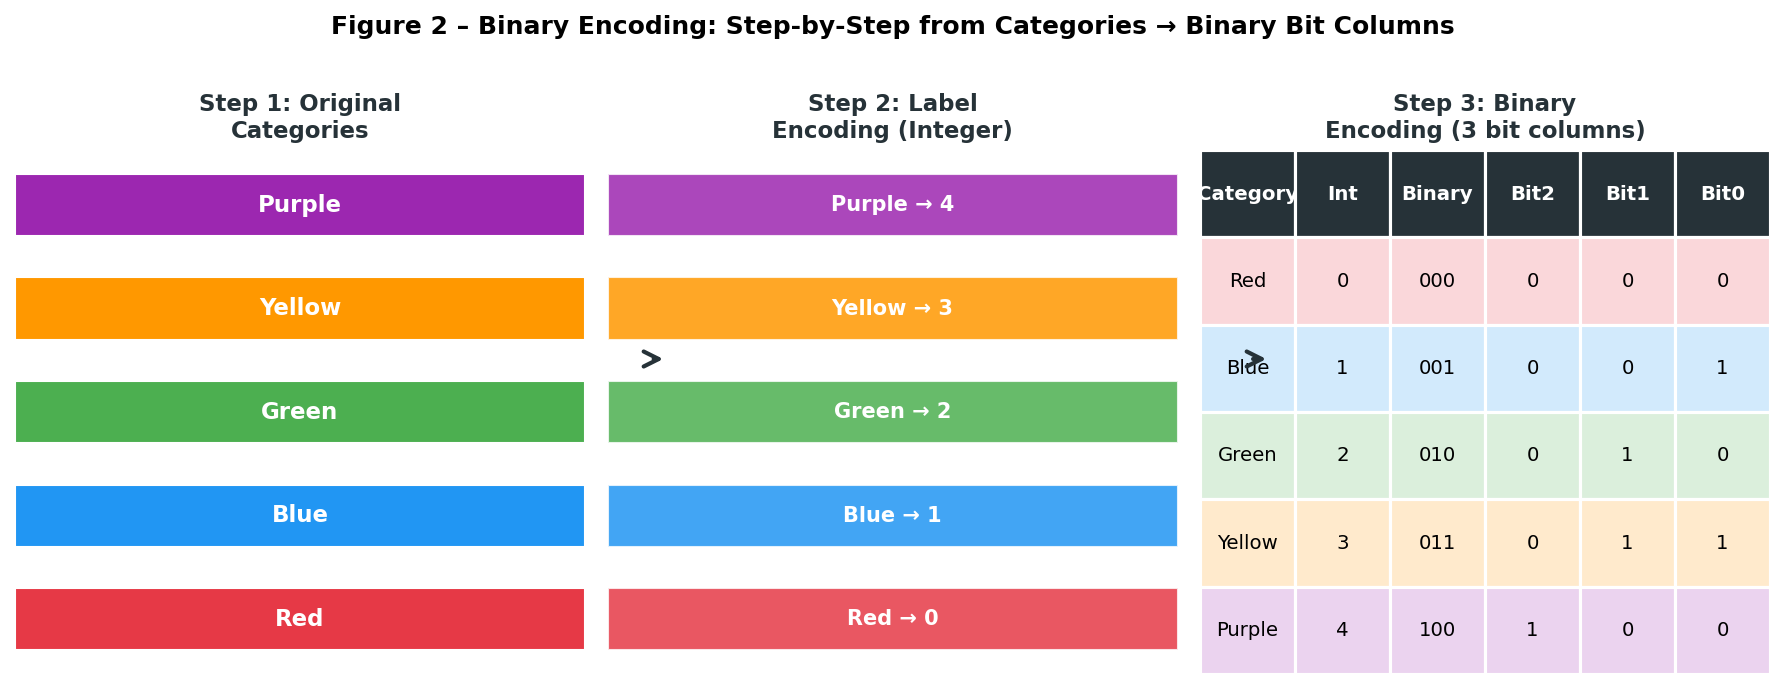 Figure 2 – Binary Encoding: Step-by-Step from Categories → Binary Bit Columns
Step 1: Original
Categories
Purple
Yellow
Green
Blue
Red
Step 2: Label
Encoding (Integer)
Purple → 4
Yellow → 3
Green → 2
Blue → 1
Red → 0
Step 3: Binary
Encoding (3 bit columns)
Category Int Binary Bit2 Bit1 Bit0
Red 0 000 0 0 0
Blue 1 001 0 0 1
Green 2 010 0 1 0
Yellow 3 011 0 1 1
Purple 4 100 1 0 0